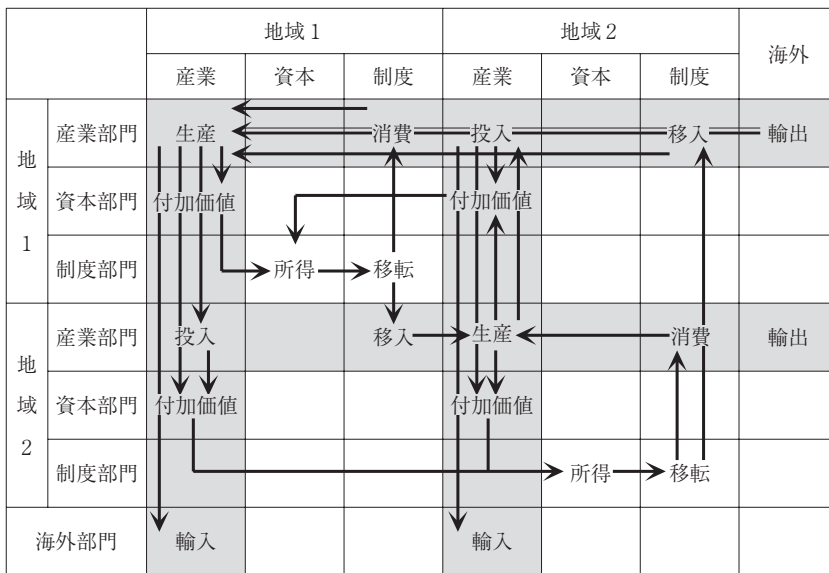 地域1 地域2 海外
産業 資本 制度 産業 資本 制度
地域1
産業部門 生産 消費 投入 移入 輸出
資本部門 付加価値 付加価値
制度部門 所得 移転
地域2
産業部門 投入 移入 生産 消費 輸出
資本部門 付加価値 付加価値
制度部門 所得 移転
海外部門 輸入 輸入